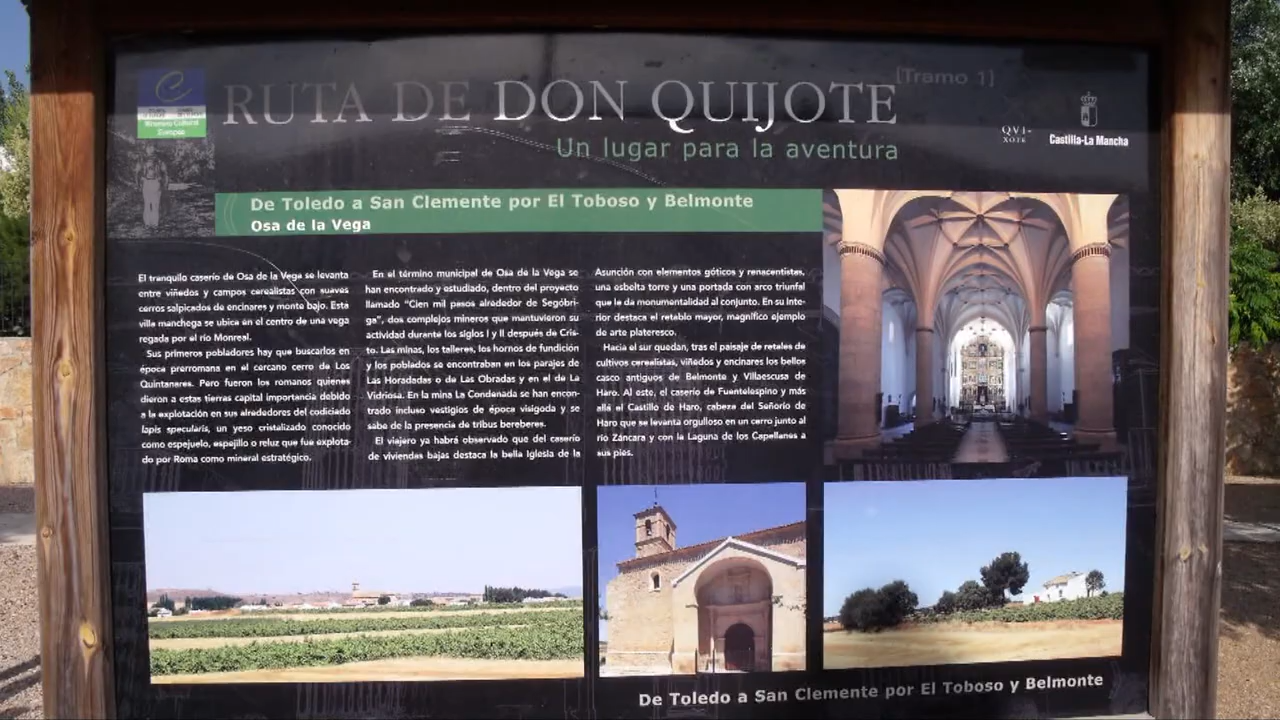 RUTA DE DON QUIJOTE
[Tramo 1]
Un lugar para la aventura
Itinerario Cultural
Europeo
QVI-
XOTE
Castilla-La Mancha
De Toledo a San Clemente por El Toboso y Belmonte
Osa de la Vega
El tranquilo caserío de Osa de la Vega se levanta
entre viñedos y campos cerealistas con suaves
cerros salpicados de encinares y monte bajo. Esta
villa manchega se ubica en el centro de una vega
regada por el río Monreal.
Sus primeros pobladores hay que buscarlos en
época prerromana en el cercano cerro de Los
Quintanares. Pero fueron los romanos quienes
dieron a estas tierras capital importancia debido
a la explotación en sus alrededores del codiciado
lapis specularis, un yeso cristalizado conocido
como espejuelo, espejillo o reluz que fue explota-
do por Roma como mineral estratégico.
En el término municipal de Osa de la Vega se
han encontrado y estudiado, dentro del proyecto
llamado "Cien mil pasos alrededor de Segóbri-
ga", dos complejos mineros que mantuvieron su
actividad durante los siglos I y II después de Cris-
to. Las minas, los talleres, los hornos de fundición
y los poblados se encontraban en los parajes de
Las Horadadas o de Las Obradas y en el de La
Vidriosa. En la mina La Condenada se han encon-
trado incluso vestigios de época visigoda y se
sabe de la presencia de tribus bereberes.
El viajero ya habrá observado que del caserío
de viviendas bajas destaca la bella Iglesia de la
Asunción con elementos góticos y renacentistas,
una esbelta torre y una portada con arco triunfal
que le da monumentalidad al conjunto. En su inte-
rior destaca el retablo mayor, magnífico ejemplo
de arte plateresco.
Hacia el sur quedan, tras el paisaje de retales de
cultivos cerealistas, viñedos y encinares los bellos
casco antiguos de Belmonte y Villaescusa de
Haro. Al este, el caserío de Fuentelespino y más
allá el Castillo de Haro, cabeza del Señorío de
Haro que se levanta orgulloso en un cerro junto al
río Záncara y con la Laguna de los Capellanes a
sus pies.
De Toledo a San Clemente por El Toboso y Belmonte